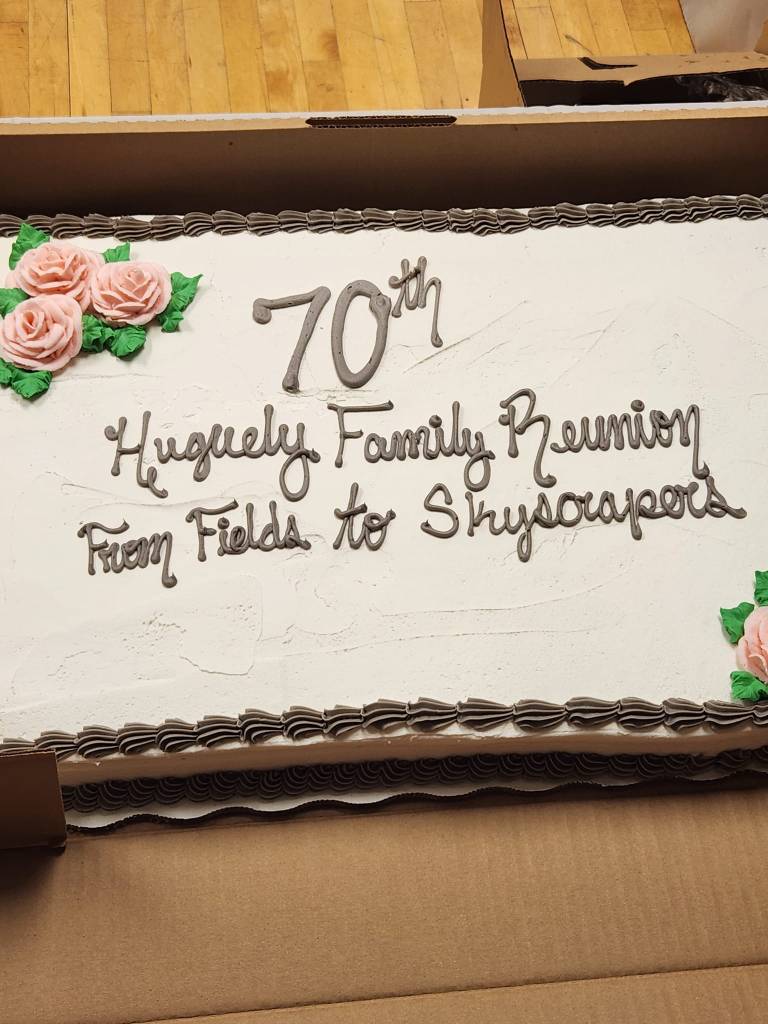 70th
Huguely Family Reunion
From Fields to Skyscrapers